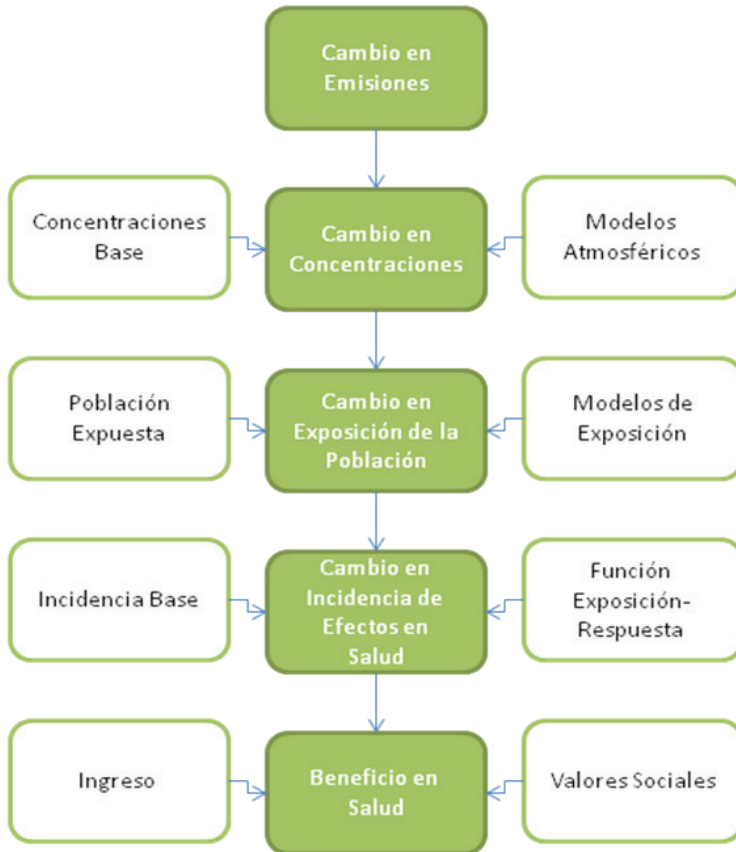 Cambio en
Emisiones
Concentraciones
Base
Cambio en
Concentraciones
Modelos
Atmosféricos
Población
Expuesta
Cambio en
Exposición de la
Población
Modelos de
Exposición
Incidencia Base
Cambio en
Incidencia de
Efectos en
Salud
Función
Exposición-
Respuesta
Ingreso
Beneficio en
Salud
Valores Sociales